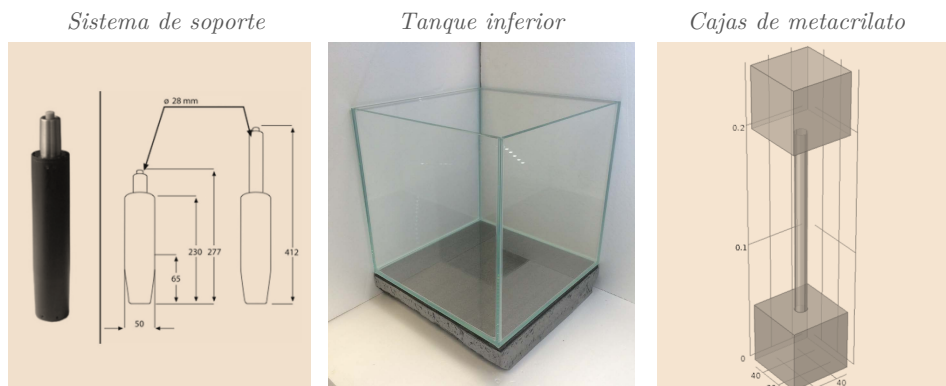 Sistema de soporte
Tanque inferior
Cajas de metacrilato
ø 28 mm
230
277
412
65
50
0.2
0.1
0
40
40